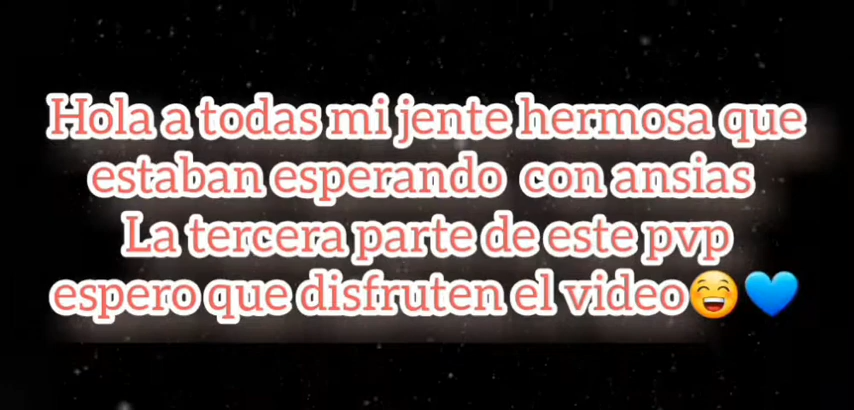 Hola a todas mi jente hermosa que
estaban esperando con ansias
La tercera parte de este pvp
espero que disfruten el video😁💙